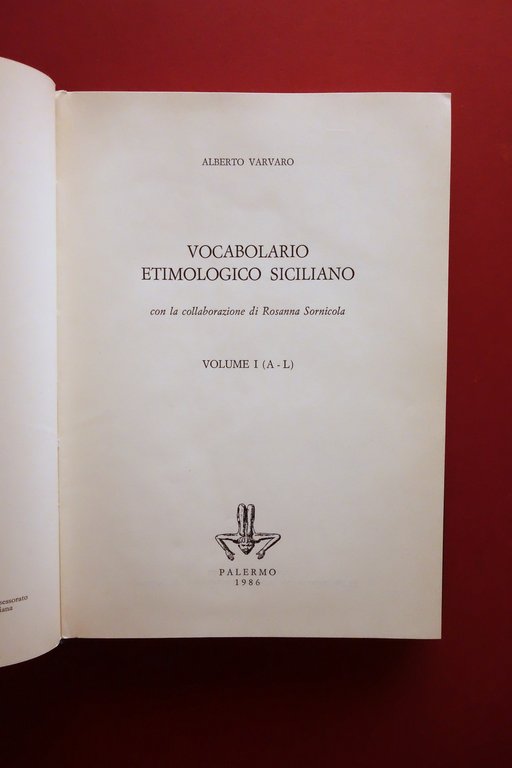 ALBERTO VARVARO
VOCABOLARIO
ETIMOLOGICO SICILIANO
con la collaborazione di Rosanna Sornicola
VOLUME I (A - L)
PALERMO
1986